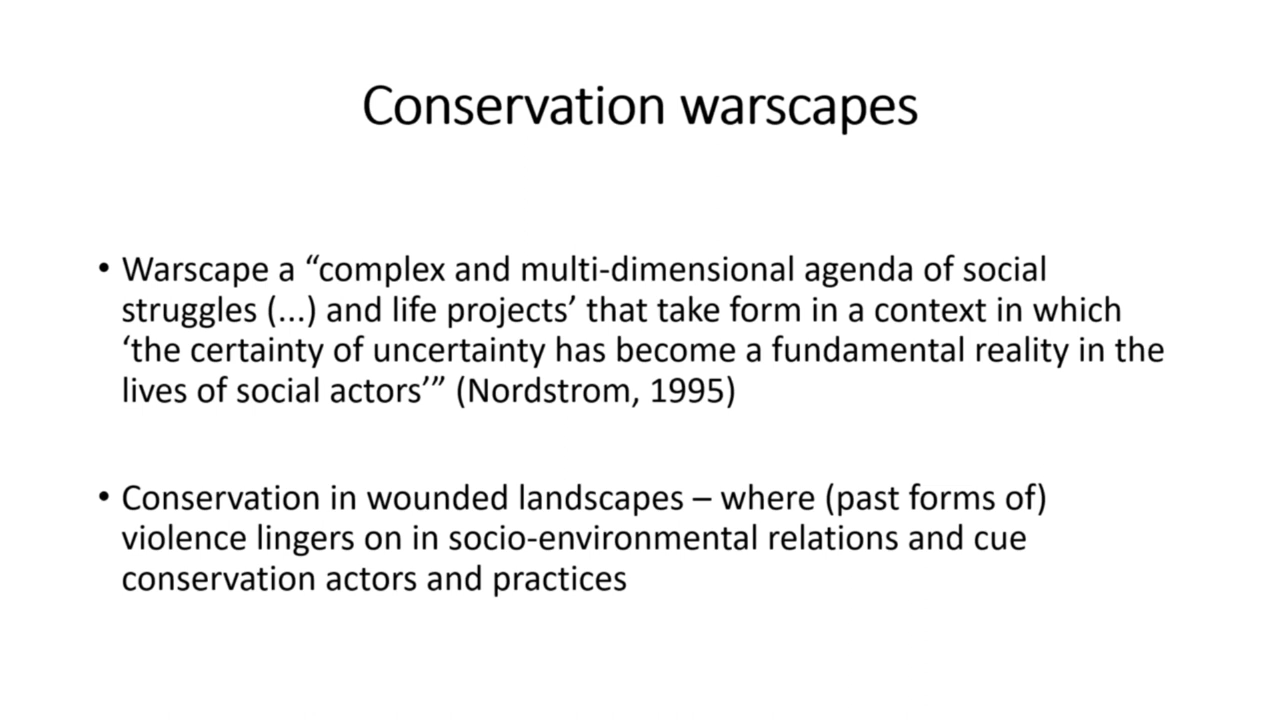 Conservation warscapes
• Warscape a “complex and multi-dimensional agenda of social
struggles (...) and life projects’ that take form in a context in which
‘the certainty of uncertainty has become a fundamental reality in the
lives of social actors’” (Nordstrom, 1995)
• Conservation in wounded landscapes – where (past forms of)
violence lingers on in socio-environmental relations and cue
conservation actors and practices